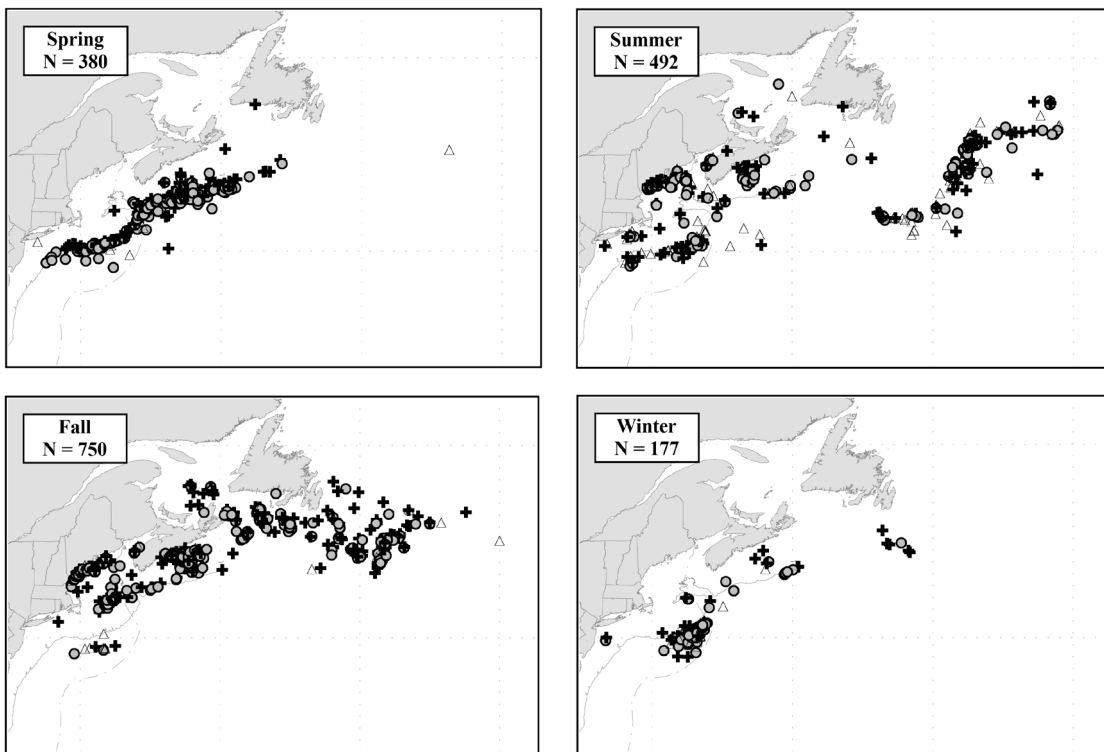 Spring
N = 380
Summer
N = 492
Fall
N = 750
Winter
N = 177